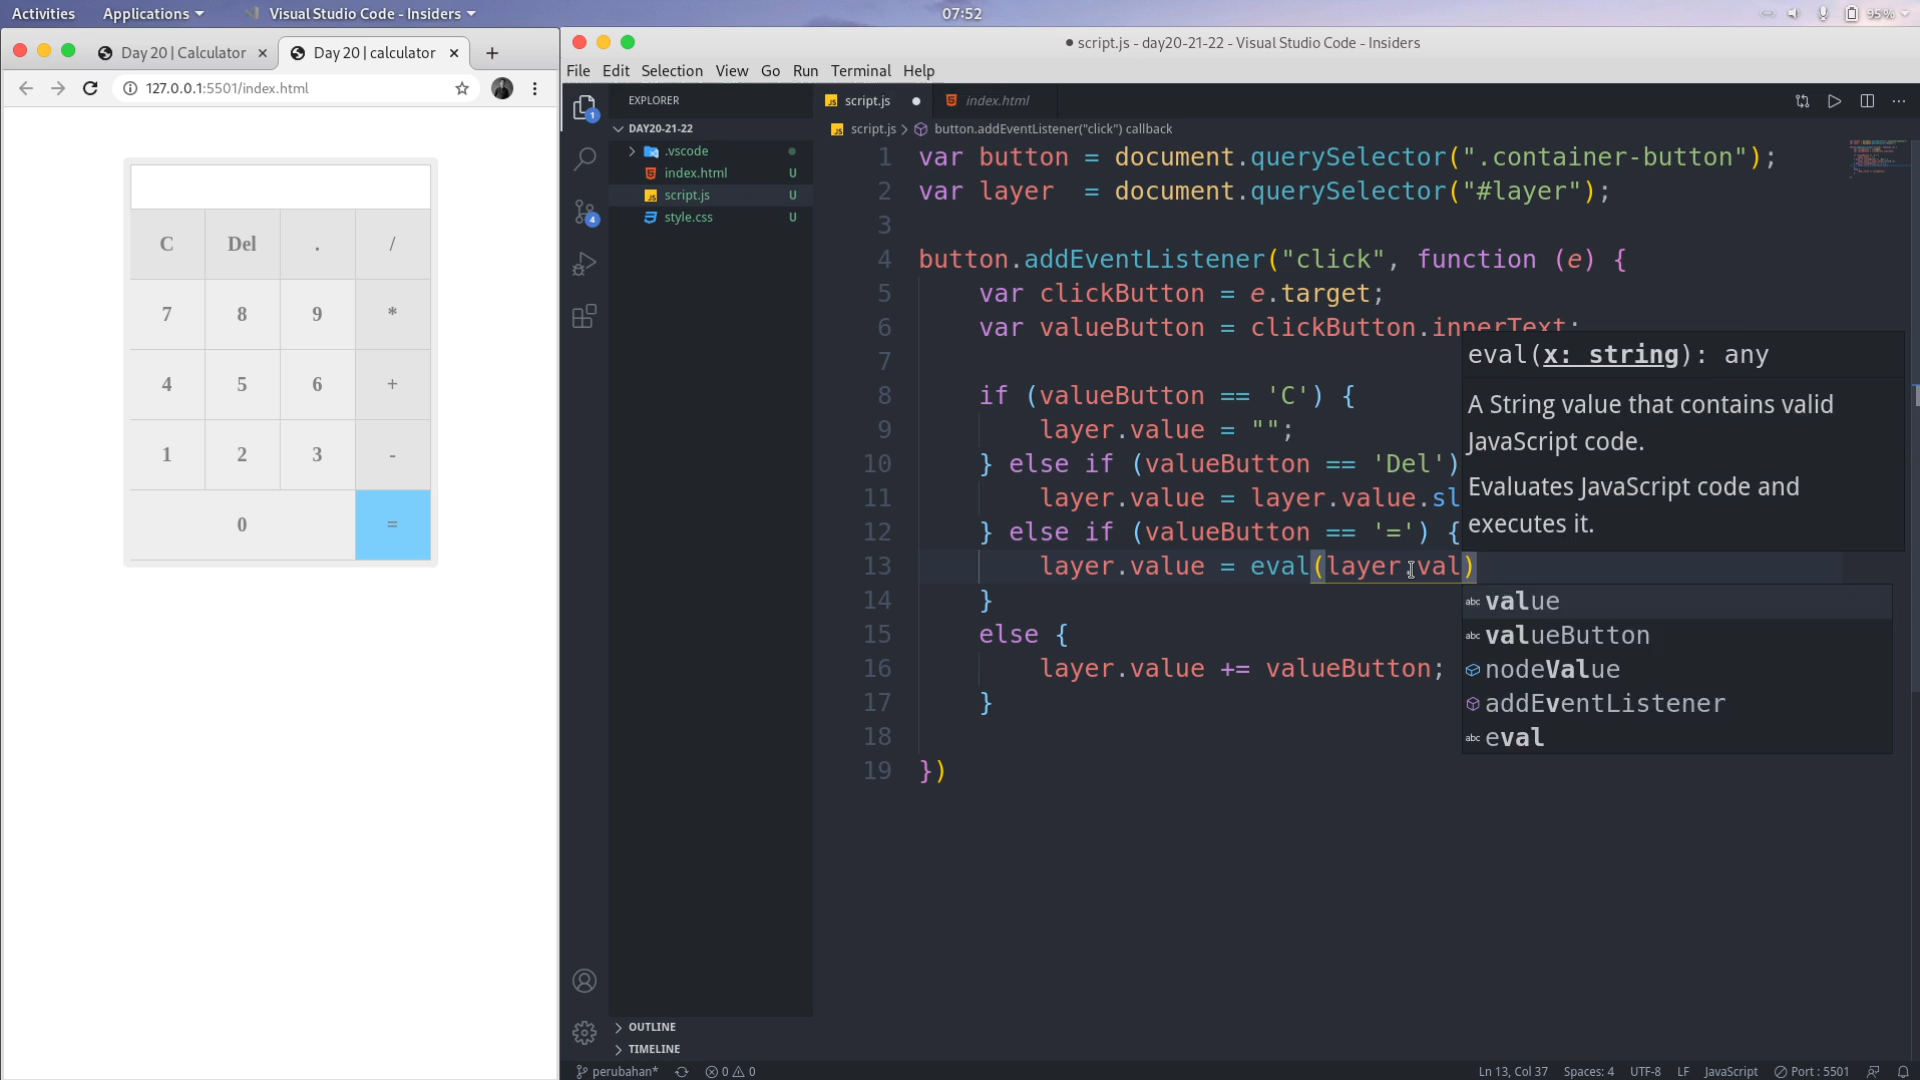 Activities Applications Visual Studio Code - Insiders 07:52 95%
Day 20 | Calculator Day 20 | calculator
127.0.0.1:5501/index.html
C Del . /
7 8 9 *
4 5 6 +
1 2 3 -
0 =
script.js - day20-21-22 - Visual Studio Code - Insiders
File Edit Selection View Go Run Terminal Help
EXPLORER
DAY20-21-22
.vscode
index.html U
script.js U
style.css U
OUTLINE
TIMELINE
1
4
JS script.js index.html
JS script.js > button.addEventListener("click") callback
1 var button = document.querySelector(".container-button");
2 var layer = document.querySelector("#layer");
3
4 button.addEventListener("click", function (e) {
5 var clickButton = e.target;
6 var valueButton = clickButton.innerText;
7
8 if (valueButton == 'C') {
9 layer.value = "";
10 } else if (valueButton == 'Del')
11 layer.value = layer.value.sl
12 } else if (valueButton == '=') {
13 layer.value = eval(layer.val)
14 }
15 else {
16 layer.value += valueButton;
17 }
18
19 })
eval(x: string): any
A String value that contains valid
JavaScript code.
Evaluates JavaScript code and
executes it.
abc value
abc valueButton
nodeValue
addEventListener
abc eval
perubahan* 0 0 Ln 13, Col 37 Spaces: 4 UTF-8 LF JavaScript Port : 5501